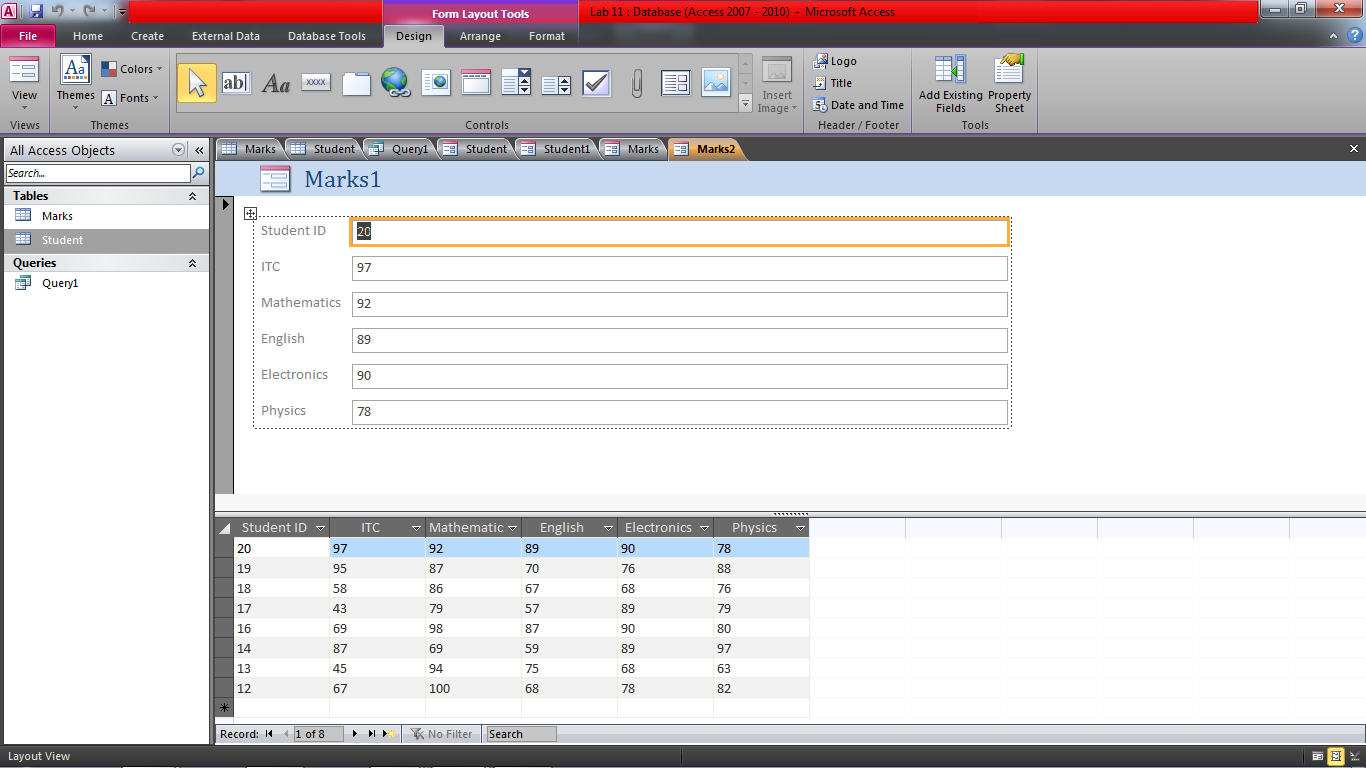 Form Layout Tools
Lab 11 : Database (Access 2007 - 2010) - Microsoft Access
File Home Create External Data Database Tools Design Arrange Format
View
Views
Themes
Colors
Fonts
Themes
ab|
Aa
xxxx
Controls
Insert
Image
Logo
Title
Date and Time
Header / Footer
Add Existing
Fields
Property
Sheet
Tools
All Access Objects
Search...
Tables
Marks
Student
Queries
Query1
Marks Student Query1 Student Student1 Marks Marks2
Marks1
Student ID 20
ITC 97
Mathematics 92
English 89
Electronics 90
Physics 78
Student ID ITC Mathematic English Electronics Physics
20 97 92 89 90 78
19 95 87 70 76 88
18 58 86 67 68 76
17 43 79 57 89 79
16 69 98 87 90 80
14 87 69 59 89 97
13 45 94 75 68 63
12 67 100 68 78 82
Record: 1 of 8 No Filter Search
Layout View